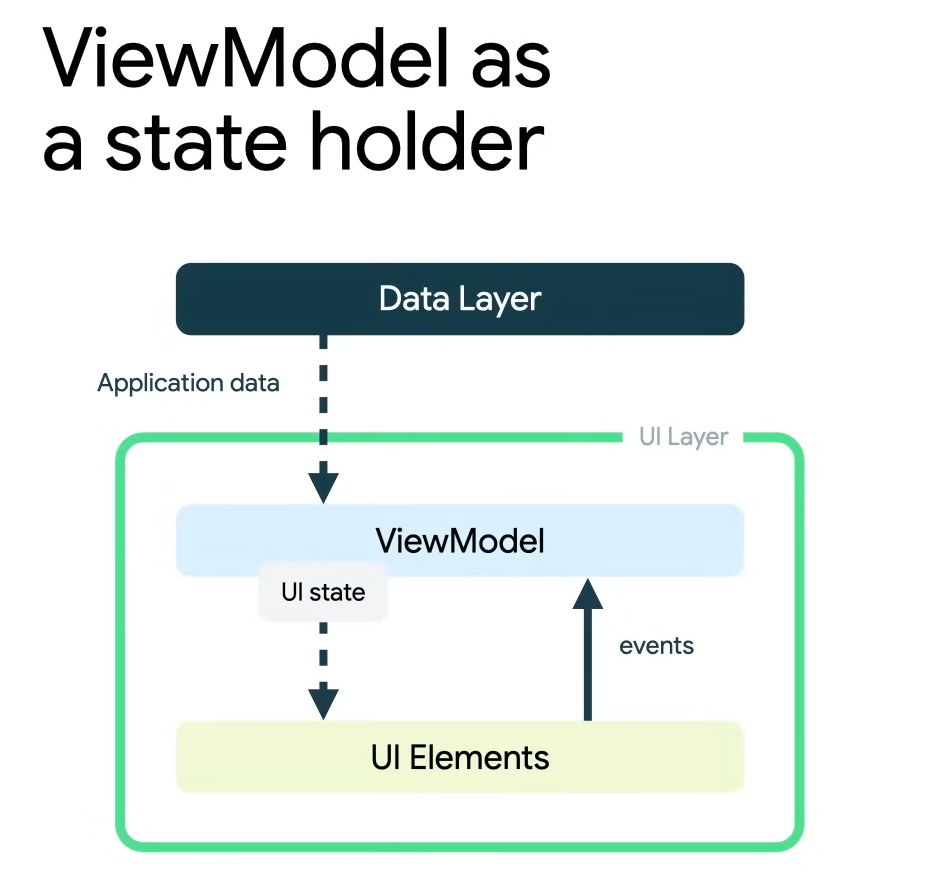 ViewModel as
a state holder
Data Layer
Application data
UI Layer
ViewModel
UI state
events
UI Elements